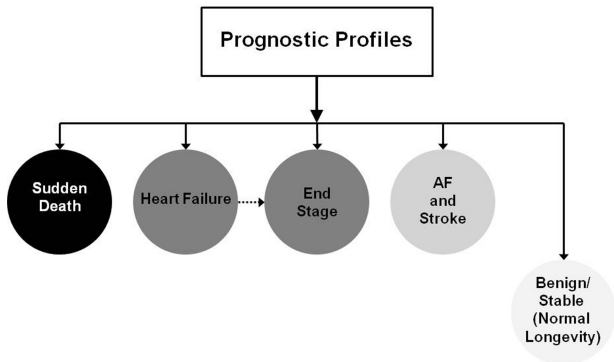 Prognostic Profiles
Sudden
Death
Heart Failure
End
Stage
AF
and
Stroke
Benign/
Stable
(Normal
Longevity)